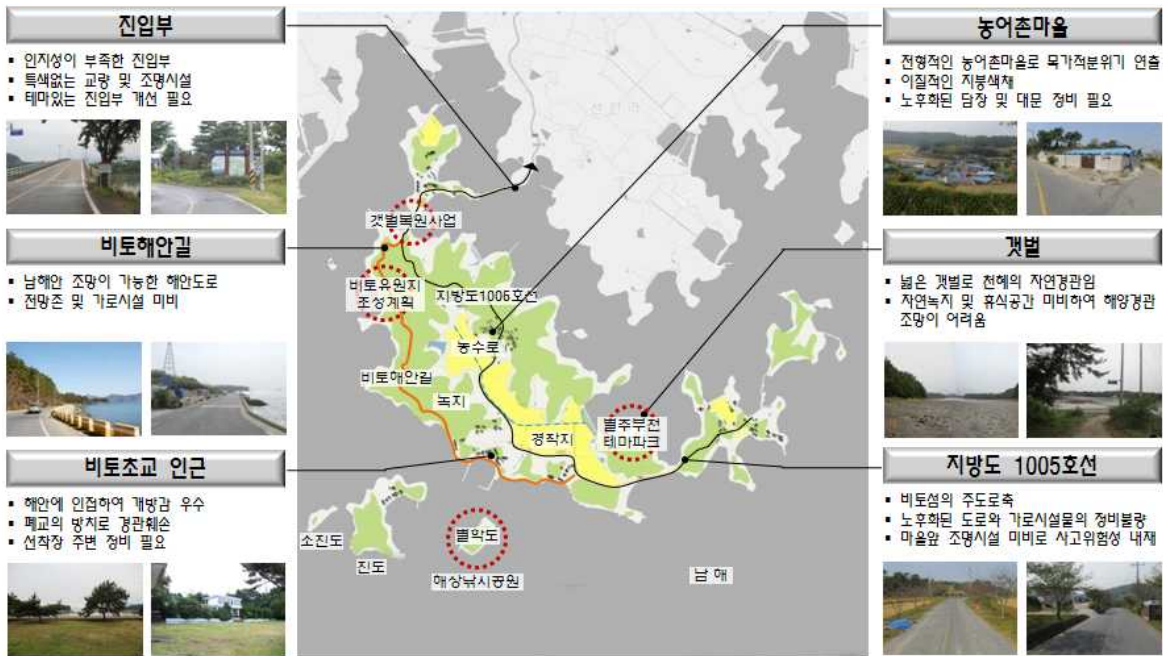 진입부
▪ 인지성이 부족한 진입부
▪ 특색없는 교량 및 조명시설
▪ 테마있는 진입부 개선 필요
비토해안길
▪ 남해안 조망이 가능한 해안도로
▪ 전망존 및 가로시설 미비
비토초교 인근
▪ 해안에 인접하여 개방감 우수
▪ 폐교의 방치로 경관훼손
▪ 선착장 주변 정비 필요
갯벌복원사업
비토유원지
조성계획
지방도1005호선
농수로
비토해안길
녹지
경작지
별주부전
테마파크
소진도
진도
별학도
해상낚시공원
남 해
농어촌마을
▪ 전형적인 농어촌마을로 목가적분위기 연출
▪ 이질적인 지붕색채
▪ 노후화된 담장 및 대문 정비 필요
갯벌
▪ 넓은 갯벌로 천혜의 자연경관임
▪ 자연녹지 및 휴식공간 미비하여 해양경관
조망이 어려움
지방도 1005호선
▪ 비토섬의 주도로축
▪ 노후화된 도로와 가로시설물의 정비불량
▪ 마을앞 조명시설 미비로 사고위험성 내재